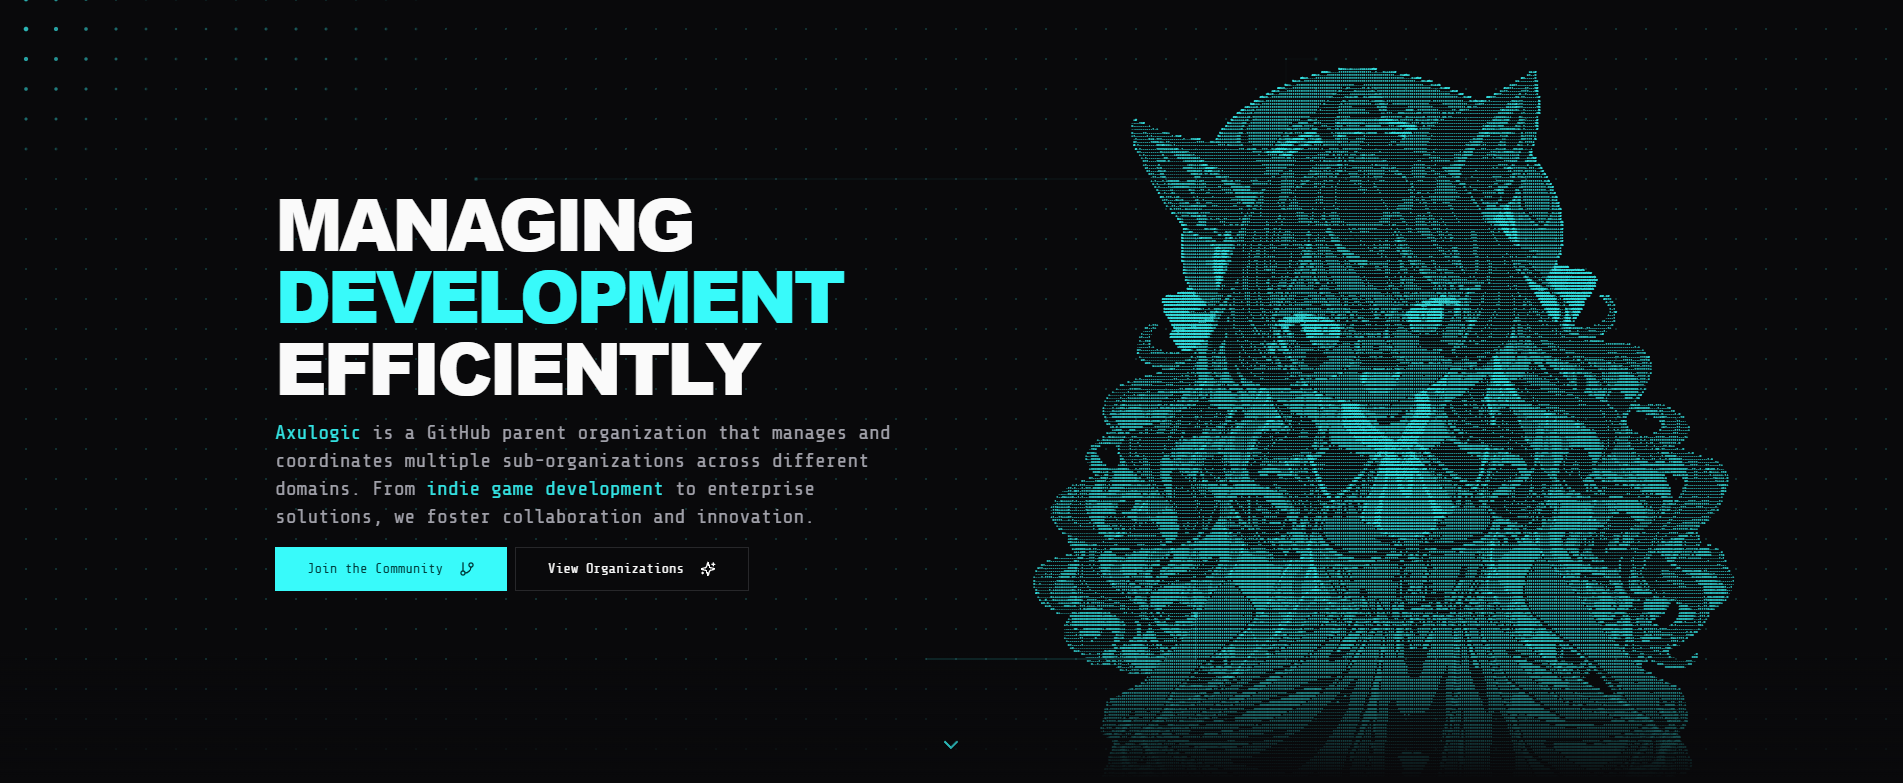 MANAGING
DEVELOPMENT
EFFICIENTLY
Axulogic is a GitHub parent organization that manages and
coordinates multiple sub-organizations across different
domains. From indie game development to enterprise
solutions, we foster collaboration and innovation.
Join the Community
View Organizations